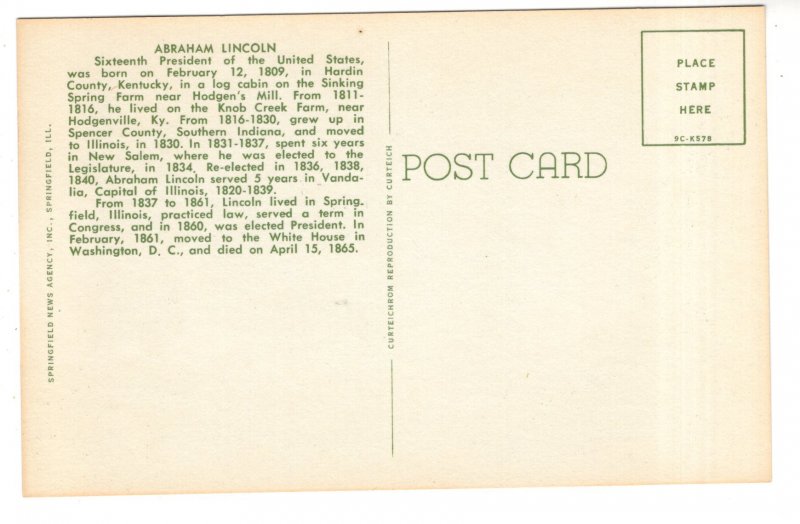 ABRAHAM LINCOLN
Sixteenth President of the United States,
was born on February 12, 1809, in Hardin
County, Kentucky, in a log cabin on the Sinking
Spring Farm near Hodgen's Mill. From 1811-
1816, he lived on the Knob Creek Farm, near
Hodgenville, Ky. From 1816-1830, grew up in
Spencer County, Southern Indiana, and moved
to Illinois, in 1830. In 1831-1837, spent six years
in New Salem, where he was elected to the
Legislature, in 1834. Re-elected in 1836, 1838,
1840, Abraham Lincoln served 5 years in Vanda-
lia, Capital of Illinois, 1820-1839.
From 1837 to 1861, Lincoln lived in Spring-
field, Illinois, practiced law, served a term in
Congress, and in 1860, was elected President. In
February, 1861, moved to the White House in
Washington, D. C., and died on April 15, 1865.
SPRINGFIELD NEWS AGENCY, INC., SPRINGFIELD, ILL.
CURTEICHROM REPRODUCTION BY CURTEICH
POST CARD
PLACE
STAMP
HERE
9C-K578